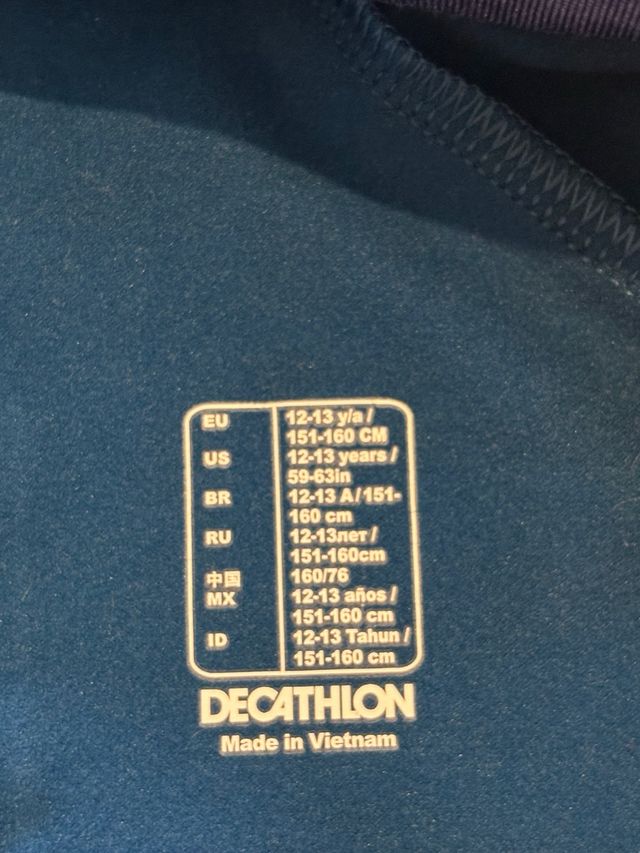 EU 12-13 y/a /
151-160 CM
US 12-13 years /
59-63in
BR 12-13 A/151-
160 cm
RU 12-13лет /
151-160cm
中国 160/76
MX 12-13 años /
151-160 cm
ID 12-13 Tahun /
151-160 cm
DECATHLON
Made in Vietnam